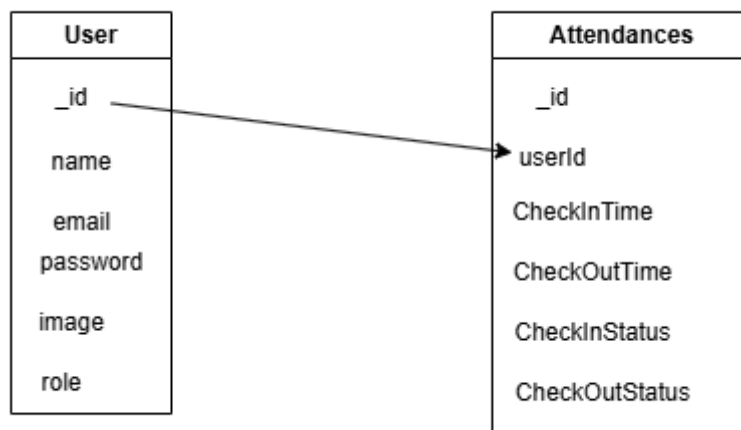 User
_id
name
email
password
image
role
Attendances
_id
userId
CheckInTime
CheckOutTime
CheckInStatus
CheckOutStatus